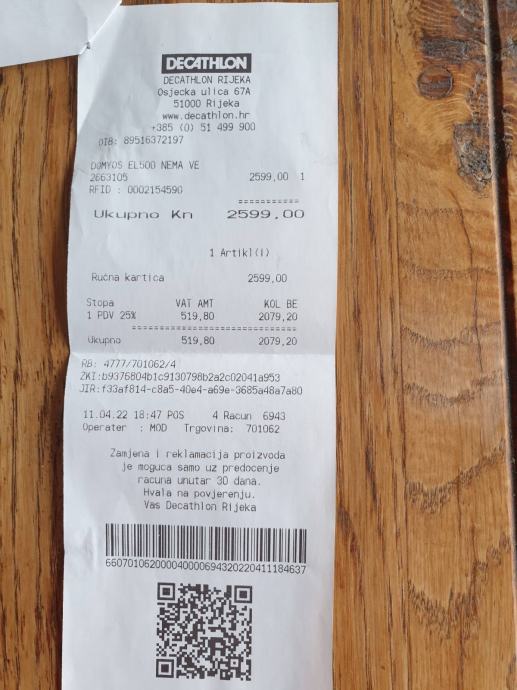 DECATHLON
DECATHLON RIJEKA
Osjecka ulica 67A
51000 Rijeka
www.decathlon.hr
+385 (0) 51 499 900
OIB: 89516372197
DOMYOS EL500 NEMA VE
2663105 2599,00 1
RFID : 0002154590
===========
Ukupno Kn 2599,00
1 Artikl(i)
Ručna kartica 2599,00
Stopa VAT AMT KOL BE
1 PDV 25% 519,80 2079,20
==============================
Ukupno 519,80 2079,20
RB: 4777/701062/4
ZKI:b9376804b1c9130798b2a2c02041a953
JIR:f33af814-c8a5-40e4-a69e-3685a48a7a80
11.04.22 18:47 POS 4 Racun 6943
Operater : MOD Trgovina: 701062
Zamjena i reklamacija proizvoda
je moguca samo uz predocenje
racuna unutar 30 dana.
Hvala na povjerenju.
Vas Decathlon Rijeka
660701062000040000694320220411184637